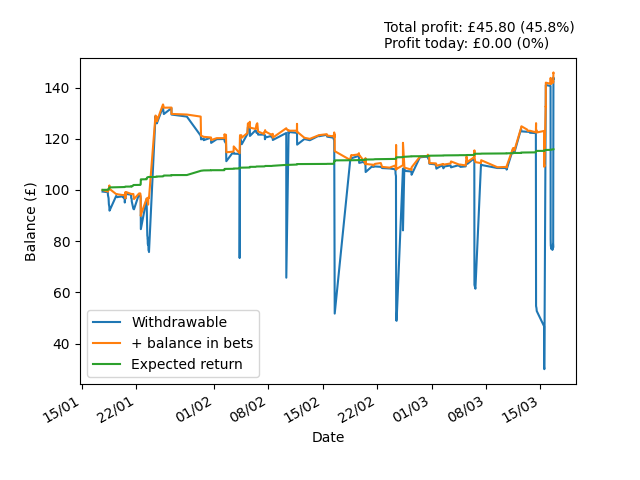 Total profit: £45.80 (45.8%)
Profit today: £0.00 (0%)
140
120
100
80
60
40
Balance (£)
Withdrawable
+ balance in bets
Expected return
15/01
22/01
01/02
08/02
15/02
22/02
01/03
08/03
15/03
Date